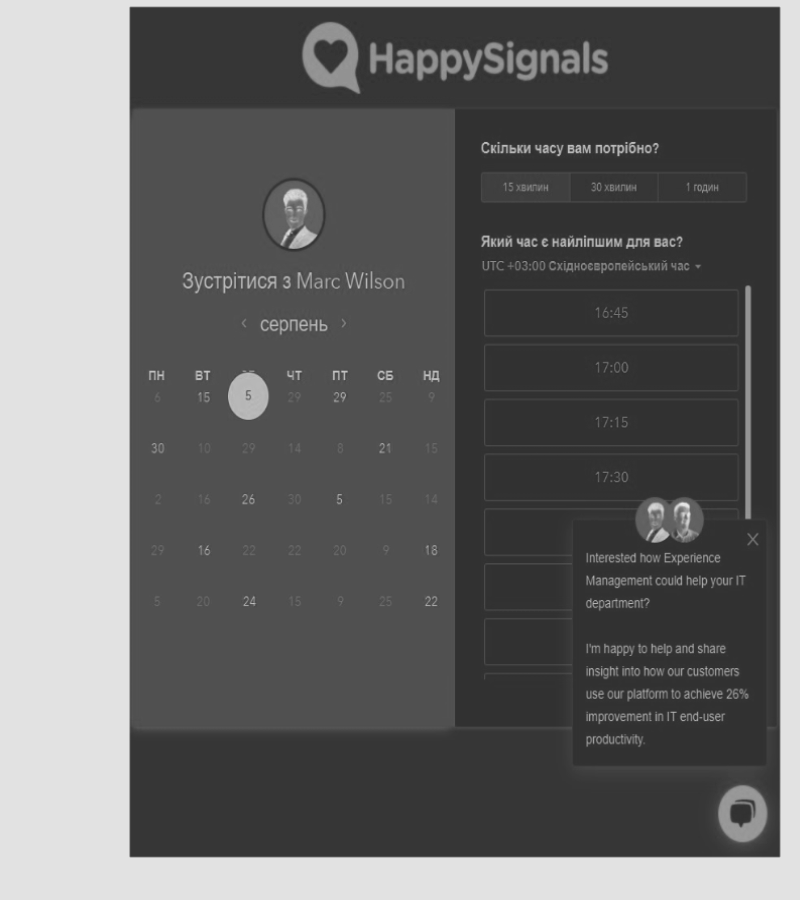 HappySignals
Зустрітися з Marc Wilson
серпень
ПН ВТ ЧТ ПТ СБ НД
6 15 5 29 29 25 9
30 10 29 14 8 21 15
2 16 26 30 5 15 14
29 16 22 22 20 9 18
5 20 24 15 9 25 22
Скільки часу вам потрібно?
15 хвилин 30 хвилин 1 годин
Який час є найліпшим для вас?
UTC +03:00 Східноєвропейський час
16:45
17:00
17:15
17:30
Interested how Experience
Management could help your IT
department?
I'm happy to help and share
insight into how our customers
use our platform to achieve 26%
improvement in IT end-user
productivity.